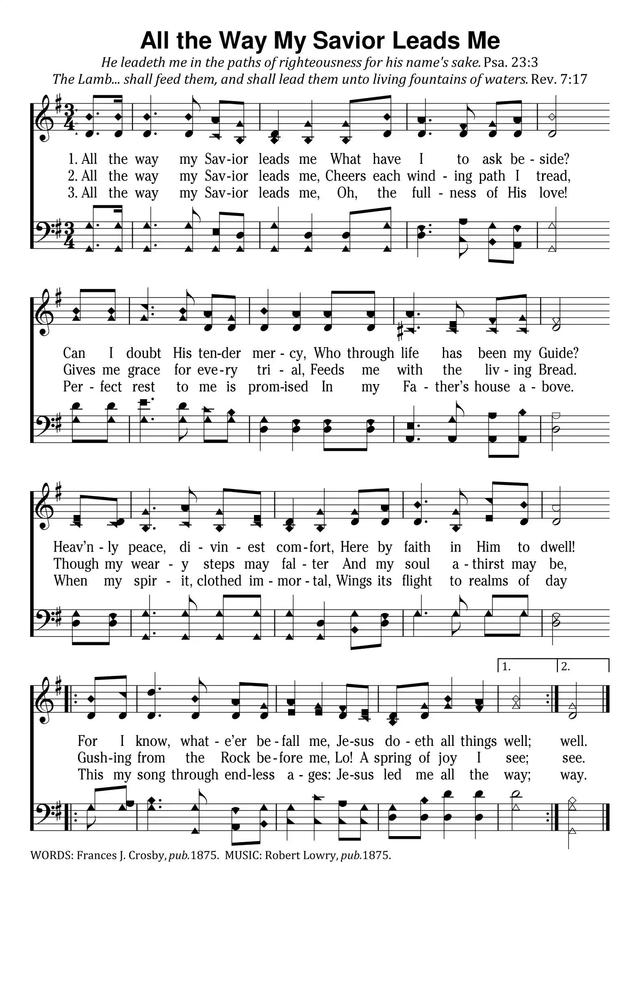 All the Way My Savior Leads Me
He leadeth me in the paths of righteousness for his name's sake. Psa. 23:3
The Lamb... shall feed them, and shall lead them unto living fountains of waters. Rev. 7:17
3
4
1. All the way my Sav-ior leads me What have I to ask be - side?
2. All the way my Sav-ior leads me, Cheers each wind - ing path I tread,
3. All the way my Sav-ior leads me, Oh, the full - ness of His love!
3
4
Can I doubt His ten-der mer - cy, Who through life has been my Guide?
Gives me grace for eve-ry tri - al, Feeds me with the liv - ing Bread.
Per - fect rest to me is prom-ised In my Fa - ther's house a - bove.
Heav'n - ly peace, di - vin - est com-fort, Here by faith in Him to dwell!
Though my wear - y steps may fal - ter And my soul a - thirst may be,
When my spir - it, clothed im - mor - tal, Wings its flight to realms of day
1. 2.
For I know, what - e'er be - fall me, Je-sus do - eth all things well; well.
Gush-ing from the Rock be - fore me, Lo! A spring of joy I see; see.
This my song through end-less a - ges: Je-sus led me all the way; way.
WORDS: Frances J. Crosby, pub.1875. MUSIC: Robert Lowry, pub.1875.